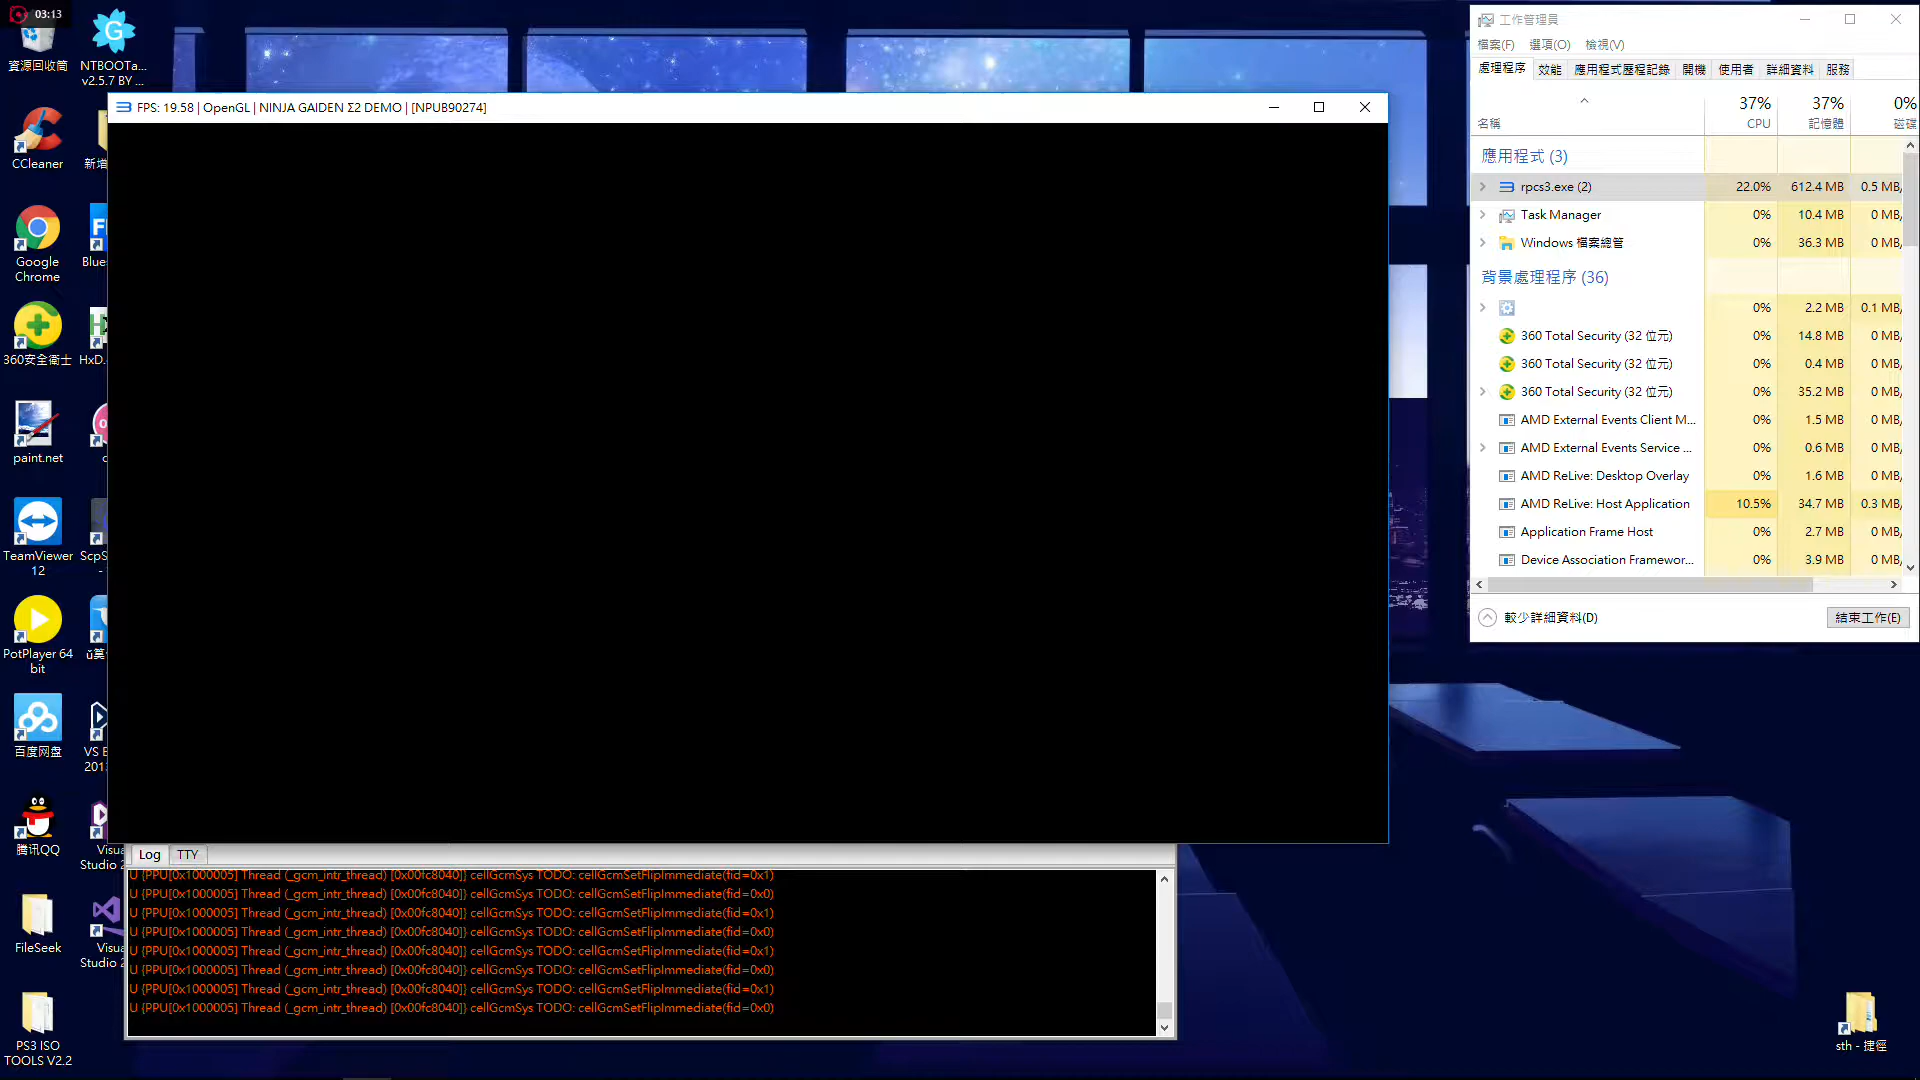 03:13
資源回收筒
NTBOOTa...
v2.5.7 BY ...
CCleaner
新增
Google
Chrome
Blue
360安全衛士
HxD.
paint.net
TeamViewer
12
ScpS
-
PotPlayer 64
bit
百度网盘
VS E
201
腾讯QQ
Visua
Studio 2
FileSeek
Visua
Studio 2
PS3 ISO
TOOLS V2.2
FPS: 19.58 | OpenGL | NINJA GAIDEN Σ2 DEMO | [NPUB90274]
Log TTY
U {PPU[0x1000005] Thread (_gcm_intr_thread) [0x00fc8040]} cellGcmSys TODO: cellGcmSetFlipImmediate(fid=0x1)
U {PPU[0x1000005] Thread (_gcm_intr_thread) [0x00fc8040]} cellGcmSys TODO: cellGcmSetFlipImmediate(fid=0x0)
U {PPU[0x1000005] Thread (_gcm_intr_thread) [0x00fc8040]} cellGcmSys TODO: cellGcmSetFlipImmediate(fid=0x1)
U {PPU[0x1000005] Thread (_gcm_intr_thread) [0x00fc8040]} cellGcmSys TODO: cellGcmSetFlipImmediate(fid=0x0)
U {PPU[0x1000005] Thread (_gcm_intr_thread) [0x00fc8040]} cellGcmSys TODO: cellGcmSetFlipImmediate(fid=0x1)
U {PPU[0x1000005] Thread (_gcm_intr_thread) [0x00fc8040]} cellGcmSys TODO: cellGcmSetFlipImmediate(fid=0x0)
U {PPU[0x1000005] Thread (_gcm_intr_thread) [0x00fc8040]} cellGcmSys TODO: cellGcmSetFlipImmediate(fid=0x1)
U {PPU[0x1000005] Thread (_gcm_intr_thread) [0x00fc8040]} cellGcmSys TODO: cellGcmSetFlipImmediate(fid=0x0)
工作管理員
檔案(F) 選項(O) 檢視(V)
處理程序 效能 應用程式歷程記錄 開機 使用者 詳細資料 服務
37% 37% 0%
名稱 CPU 記憶體 磁碟
應用程式 (3)
rpcs3.exe (2) 22.0% 612.4 MB 0.5 MB/
Task Manager 0% 10.4 MB 0 MB/
Windows 檔案總管 0% 36.3 MB 0 MB/
背景處理程序 (36)
0% 2.2 MB 0.1 MB/
360 Total Security (32 位元) 0% 14.8 MB 0 MB/
360 Total Security (32 位元) 0% 0.4 MB 0 MB/
360 Total Security (32 位元) 0% 35.2 MB 0 MB/
AMD External Events Client M... 0% 1.5 MB 0 MB/
AMD External Events Service ... 0% 0.6 MB 0 MB/
AMD ReLive: Desktop Overlay 0% 1.6 MB 0 MB/
AMD ReLive: Host Application 10.5% 34.7 MB 0.3 MB/
Application Frame Host 0% 2.7 MB 0 MB/
Device Association Framewor... 0% 3.9 MB 0 MB/
較少詳細資料(D) 結束工作(E)
sth - 捷徑